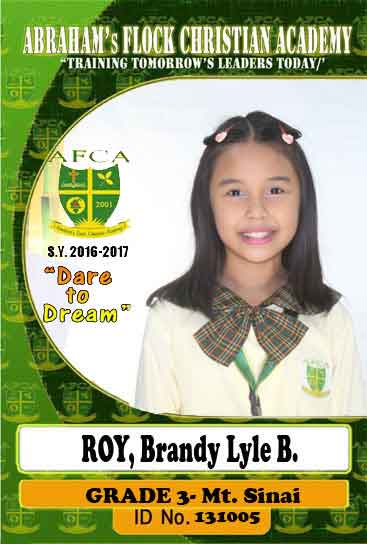 ABRAHAM's FLOCK CHRISTIAN ACADEMY
"TRAINING TOMORROW'S LEADERS TODAY/'
AFCA
2001
S.Y. 2016-2017
"Dare
to
Dream"
ROY, Brandy Lyle B.
GRADE 3- Mt. Sinai
ID No. 131005